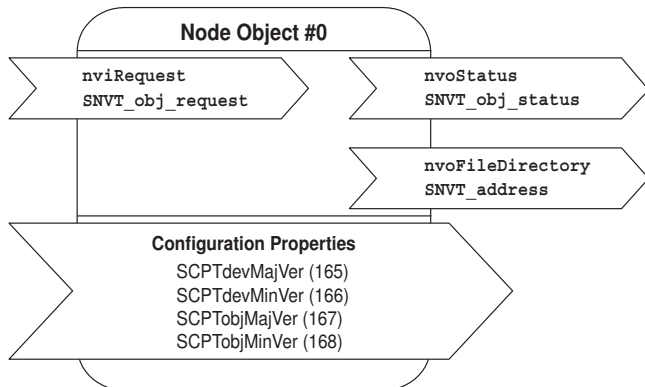 Node Object #0
nviRequest
SNVT_obj_request
nvoStatus
SNVT_obj_status
nvoFileDirectory
SNVT_address
Configuration Properties
SCPTdevMajVer (165)
SCPTdevMinVer (166)
SCPTobjMajVer (167)
SCPTobjMinVer (168)